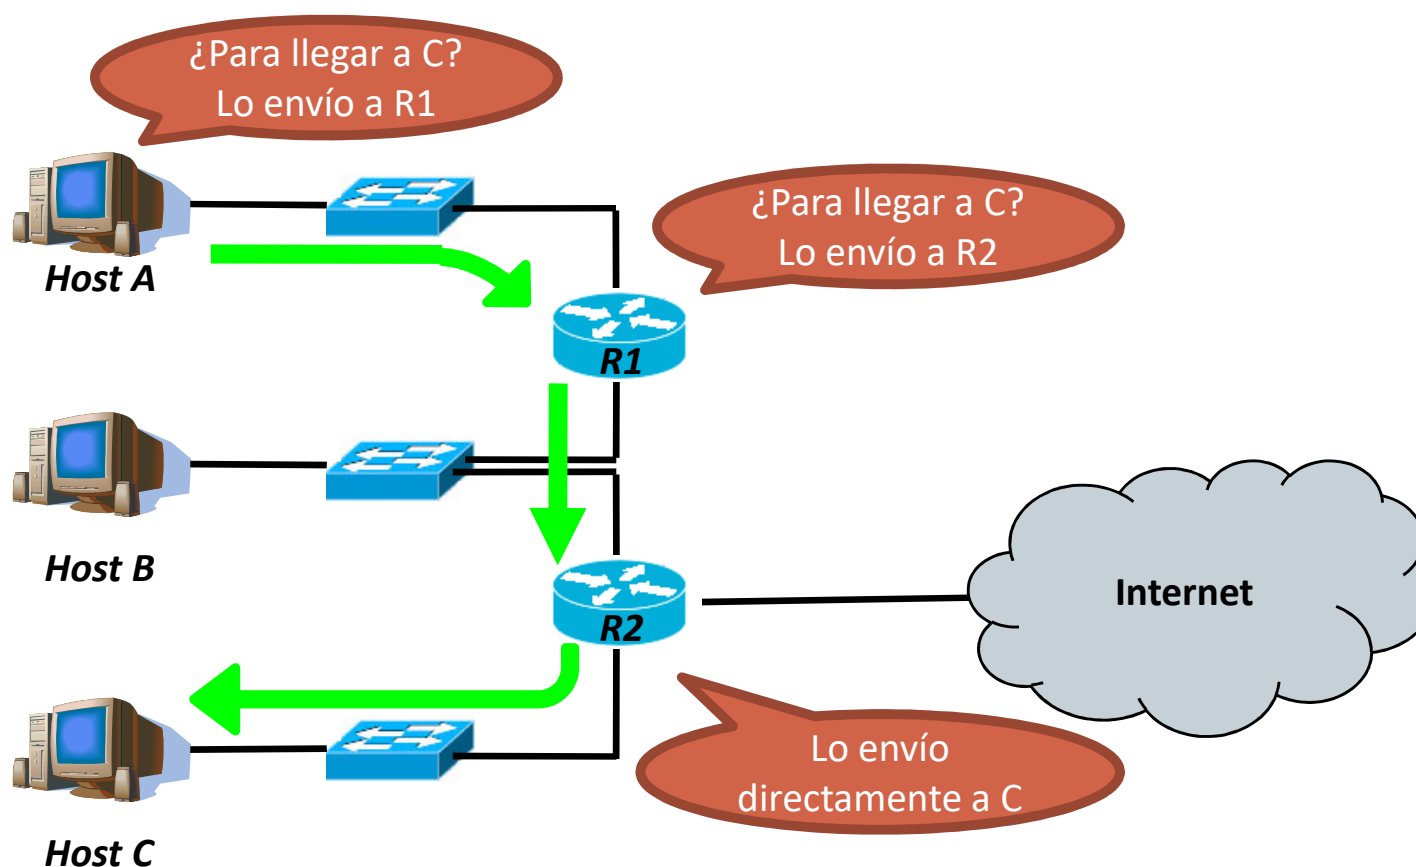 ¿Para llegar a C?
Lo envío a R1
¿Para llegar a C?
Lo envío a R2
Host A
R1
Host B
Internet
R2
Lo envío
directamente a C
Host C